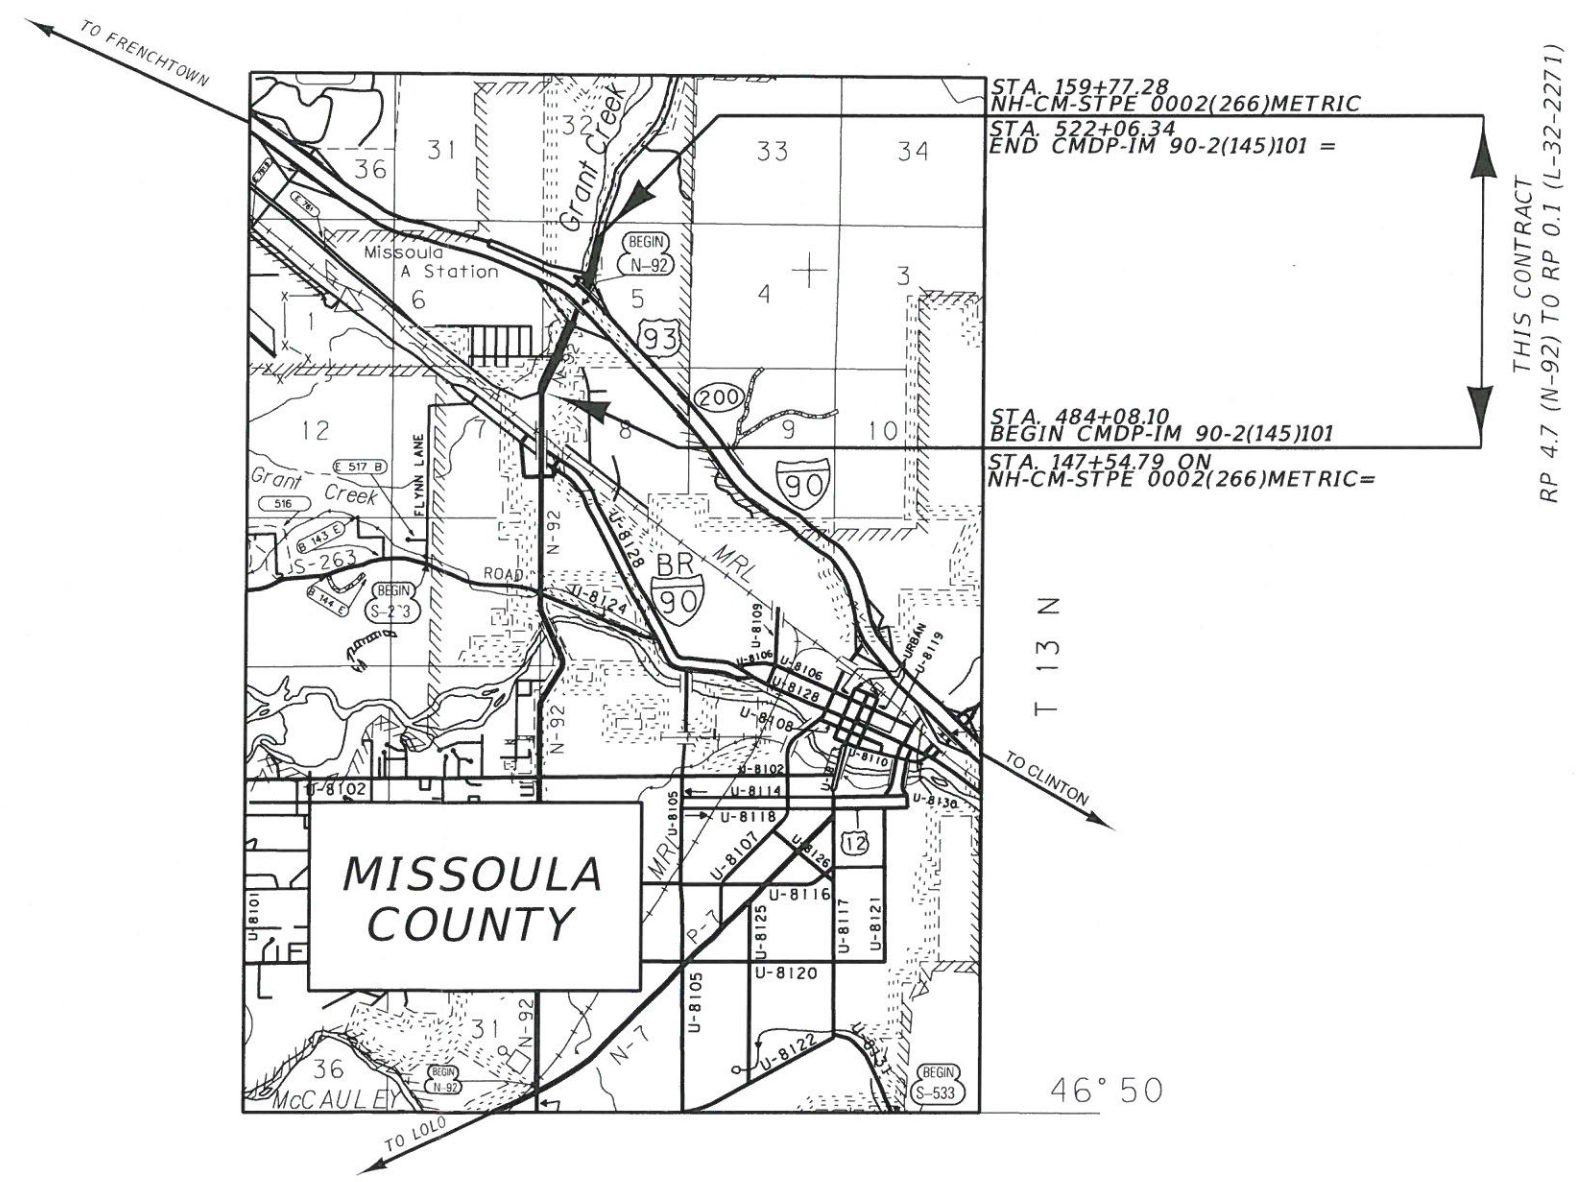 TO FRENCHTOWN
STA. 159+77.28
NH-CM-STPE 0002(266)METRIC
STA. 522+06.34
END CMDP-IM 90-2(145)101 =
THIS CONTRACT
RP 4.7 (N-92) TO RP 0.1 (L-32-2271)
Grant Creek
31
32
33
34
36
E 781
BEGIN
N-92
Missoula
A Station
6
5
4
3
1
93
200
STA. 484+08.10
BEGIN CMDP-IM 90-2(145)101
STA. 147+54.79 ON
NH-CM-STPE 0002(266)METRIC=
12
7
8
9
10
90
FLYNN LANE
E 517 B
Grant
Creek
516
B 143 E
S-263
B 144 E
BEGIN
ROAD
N-92
U-8128
U-8124
BR
90
MRL
U-8109
URBAN
U-8119
T 13 N
U-8106
U-8106
U-8128
U-8108
N-92
U-8110
U-8102
U-8102
U-8114
U-8118
U-8105
U-8130
TO CLINTON
MISSOULA
COUNTY
U-8101
MRL
U-8107
U-8126
12
U-8116
P-7
U-8125
U-8117
U-8121
U-8120
U-8105
31
N-92
N-7
U-8122
36
McCAULEY
BEGIN
N-92
BEGIN
S-533
46° 50
TO LOLO